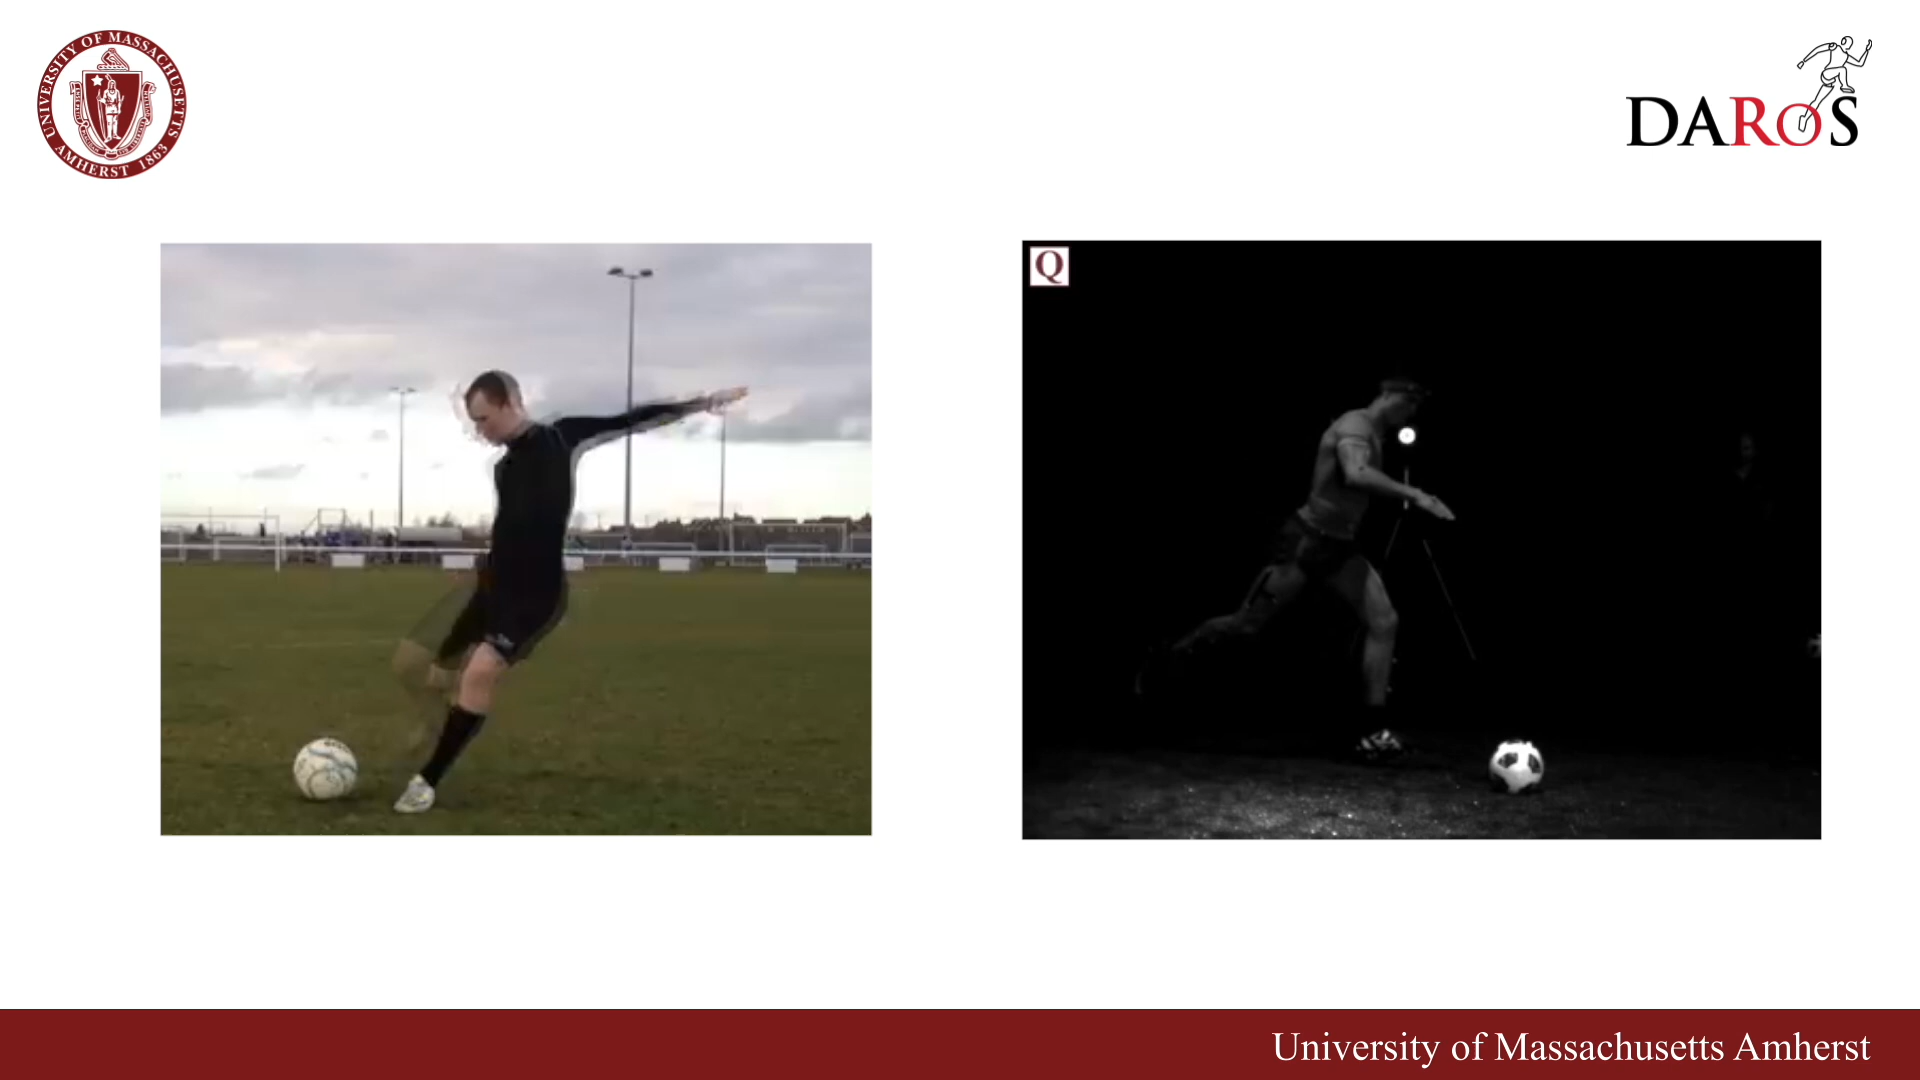 UNIVERSITY OF MASSACHUSETTS
AMHERST 1863
DARoS
Q
University of Massachusetts Amherst